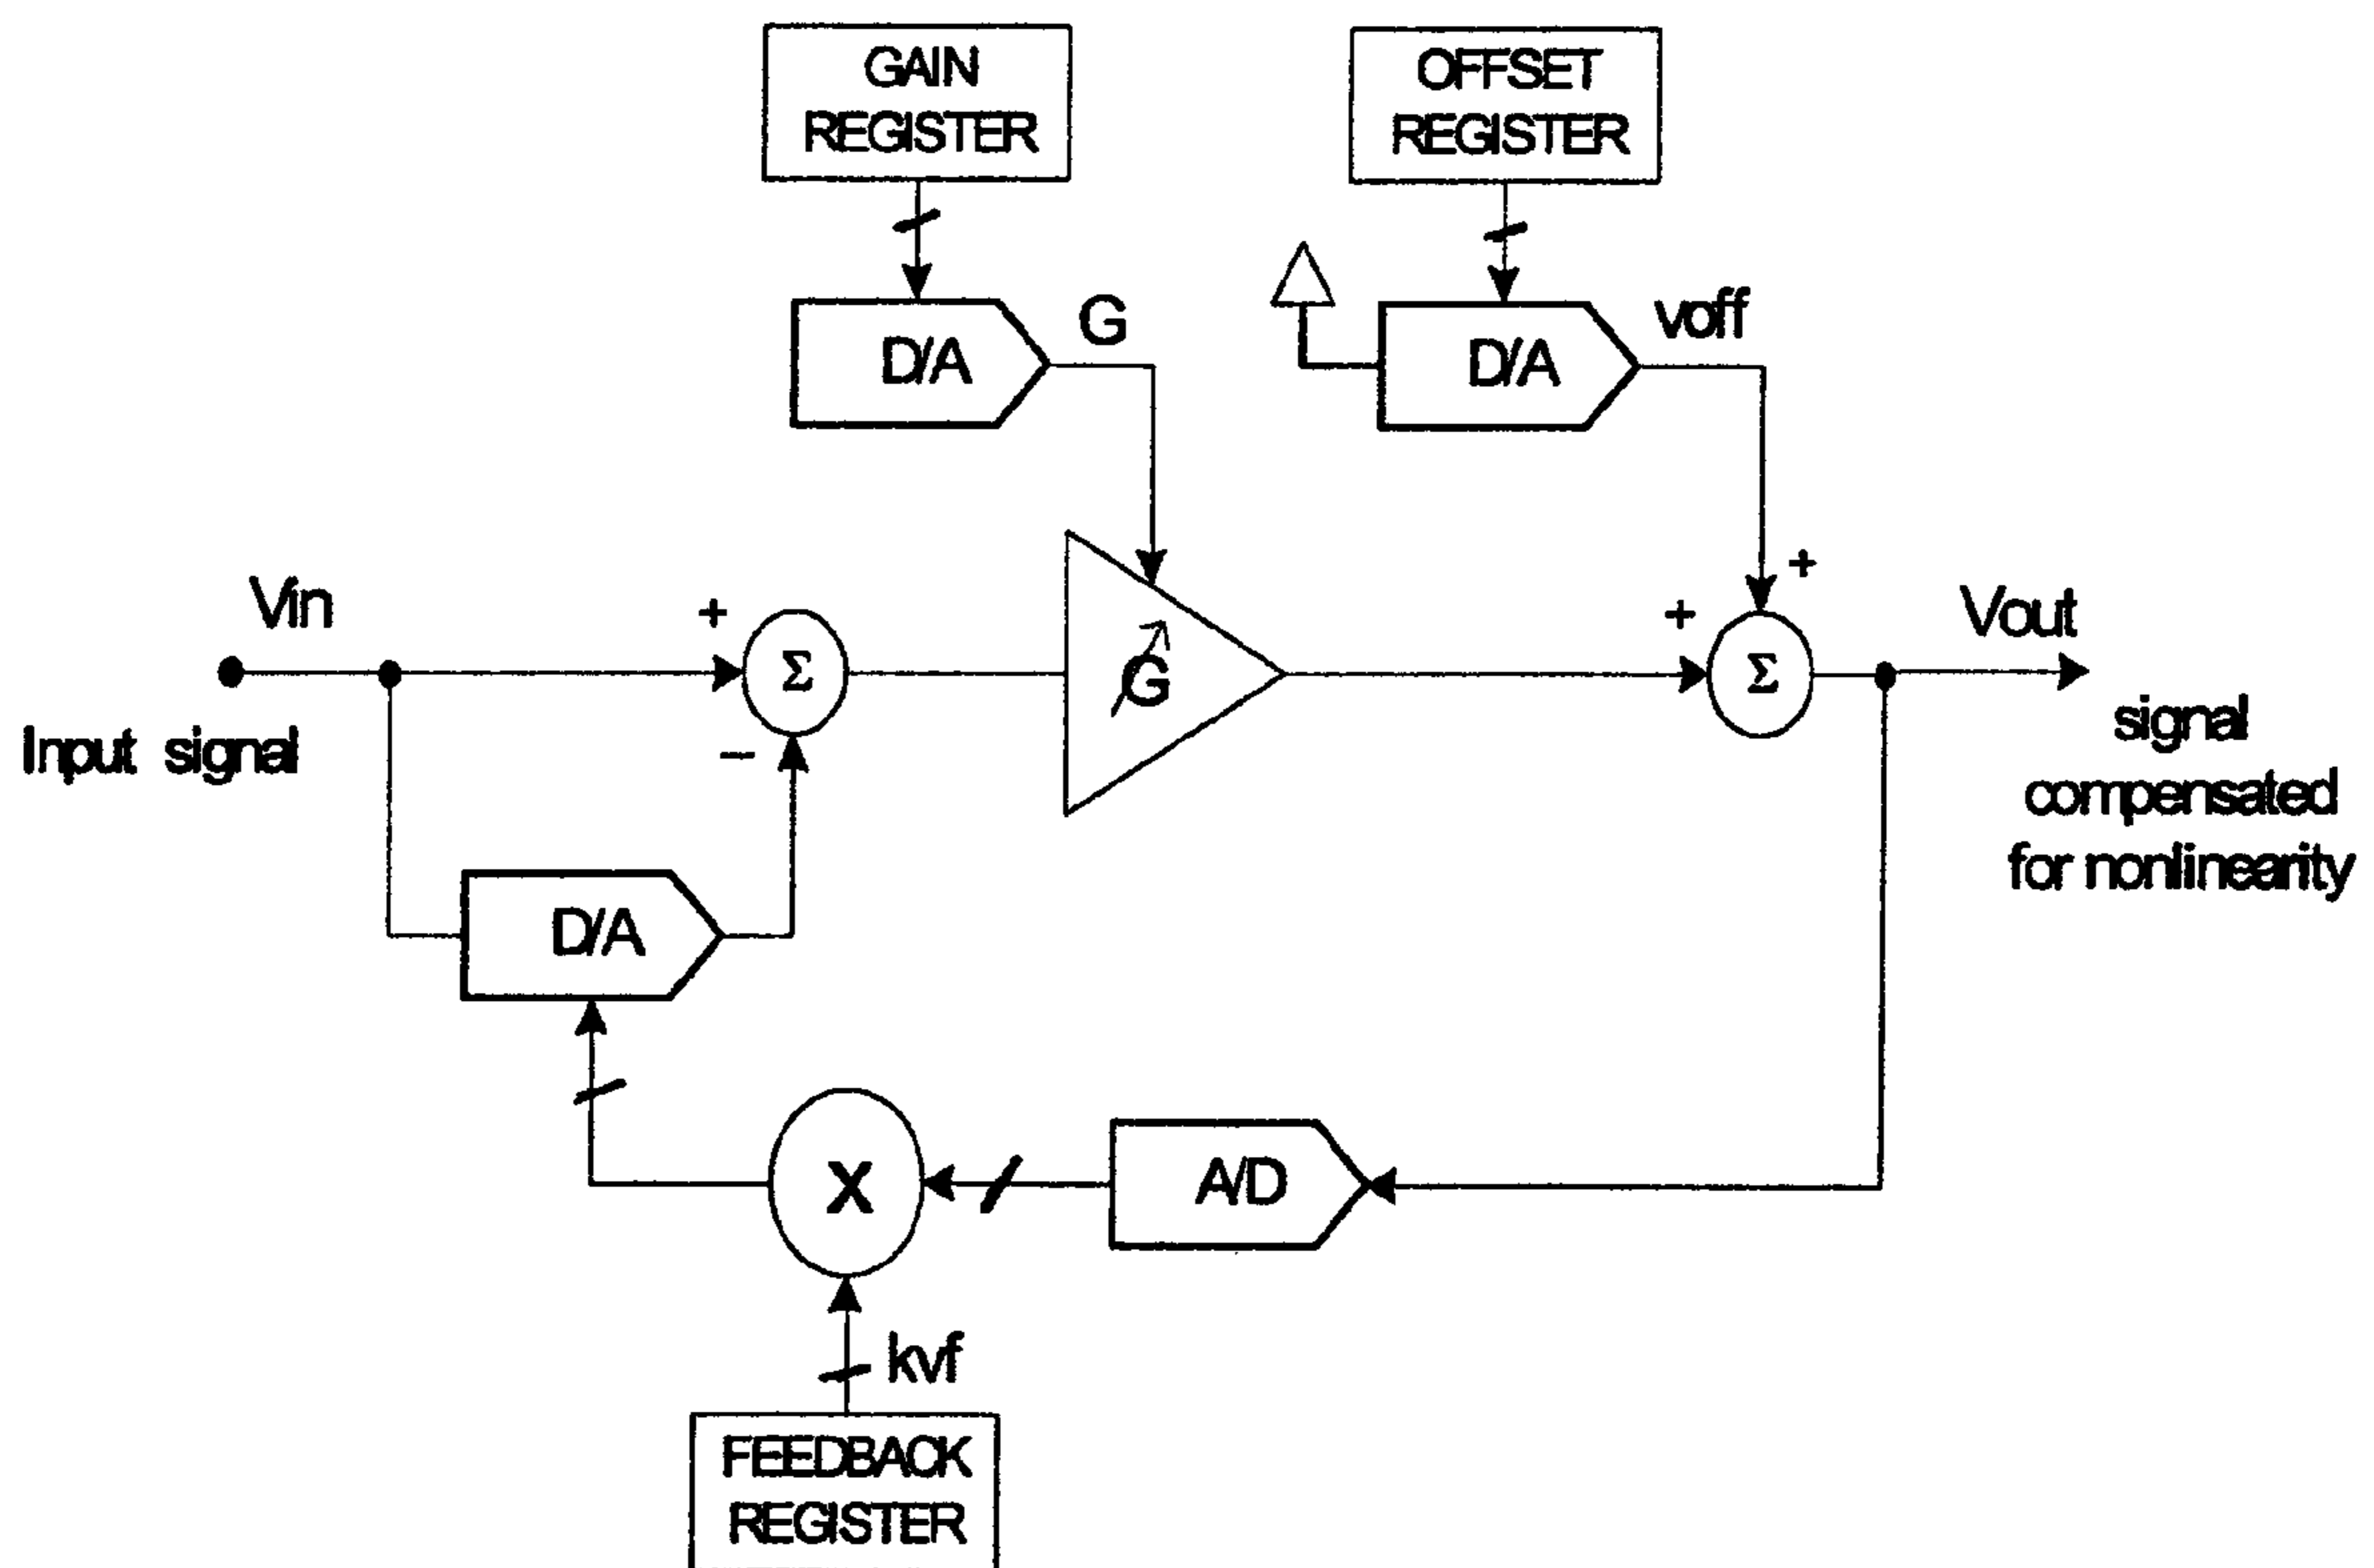 GAIN
REGISTER
OFFSET
REGISTER
D/A
G
D/A
voff
+
Vin
+
Σ
G
+
Σ
Vout
Input signal
−
signal
compensated
for nonlinearity
D/A
X
A/D
kvf
FEEDBACK
REGISTER